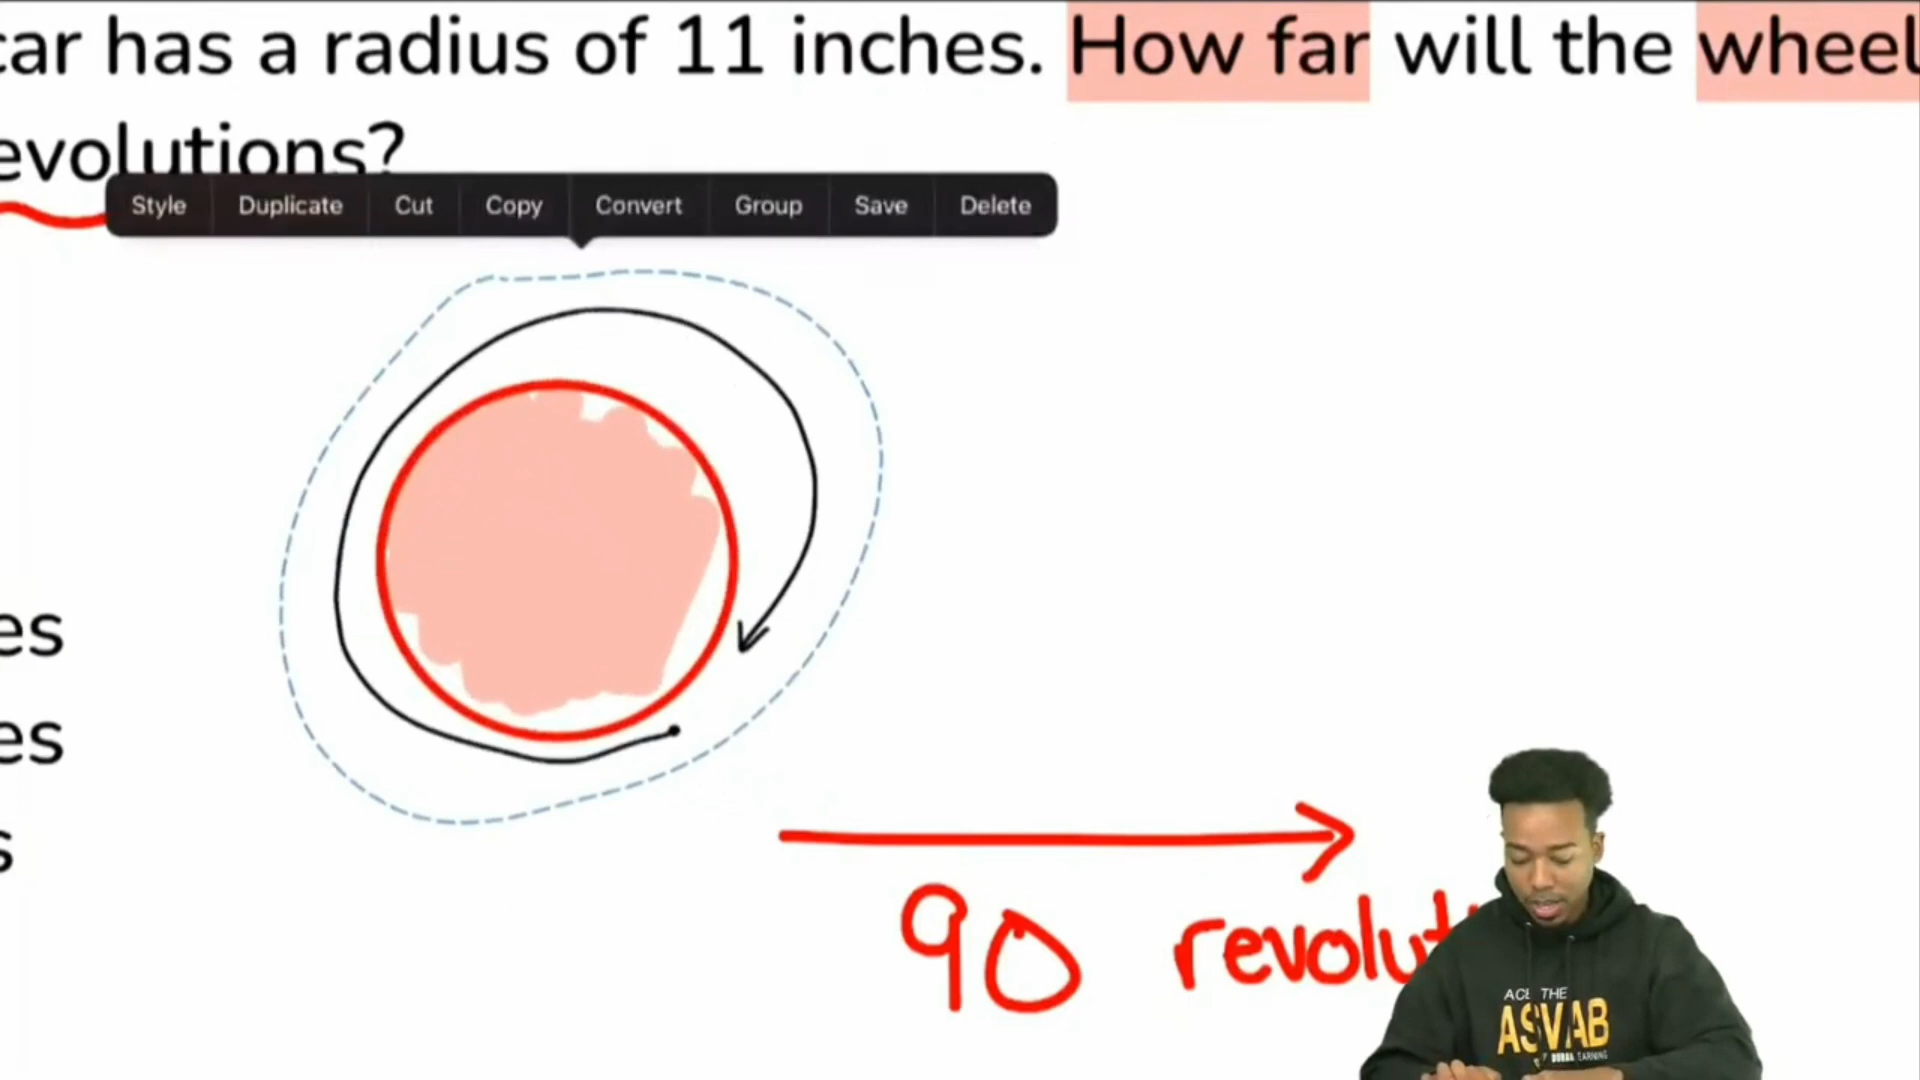 car has a radius of 11 inches. How far will the wheel
evolutions?
Style Duplicate Cut Copy Convert Group Save Delete
es
es
s
90 revolut
ACE THE
ASVAB
LEARNING